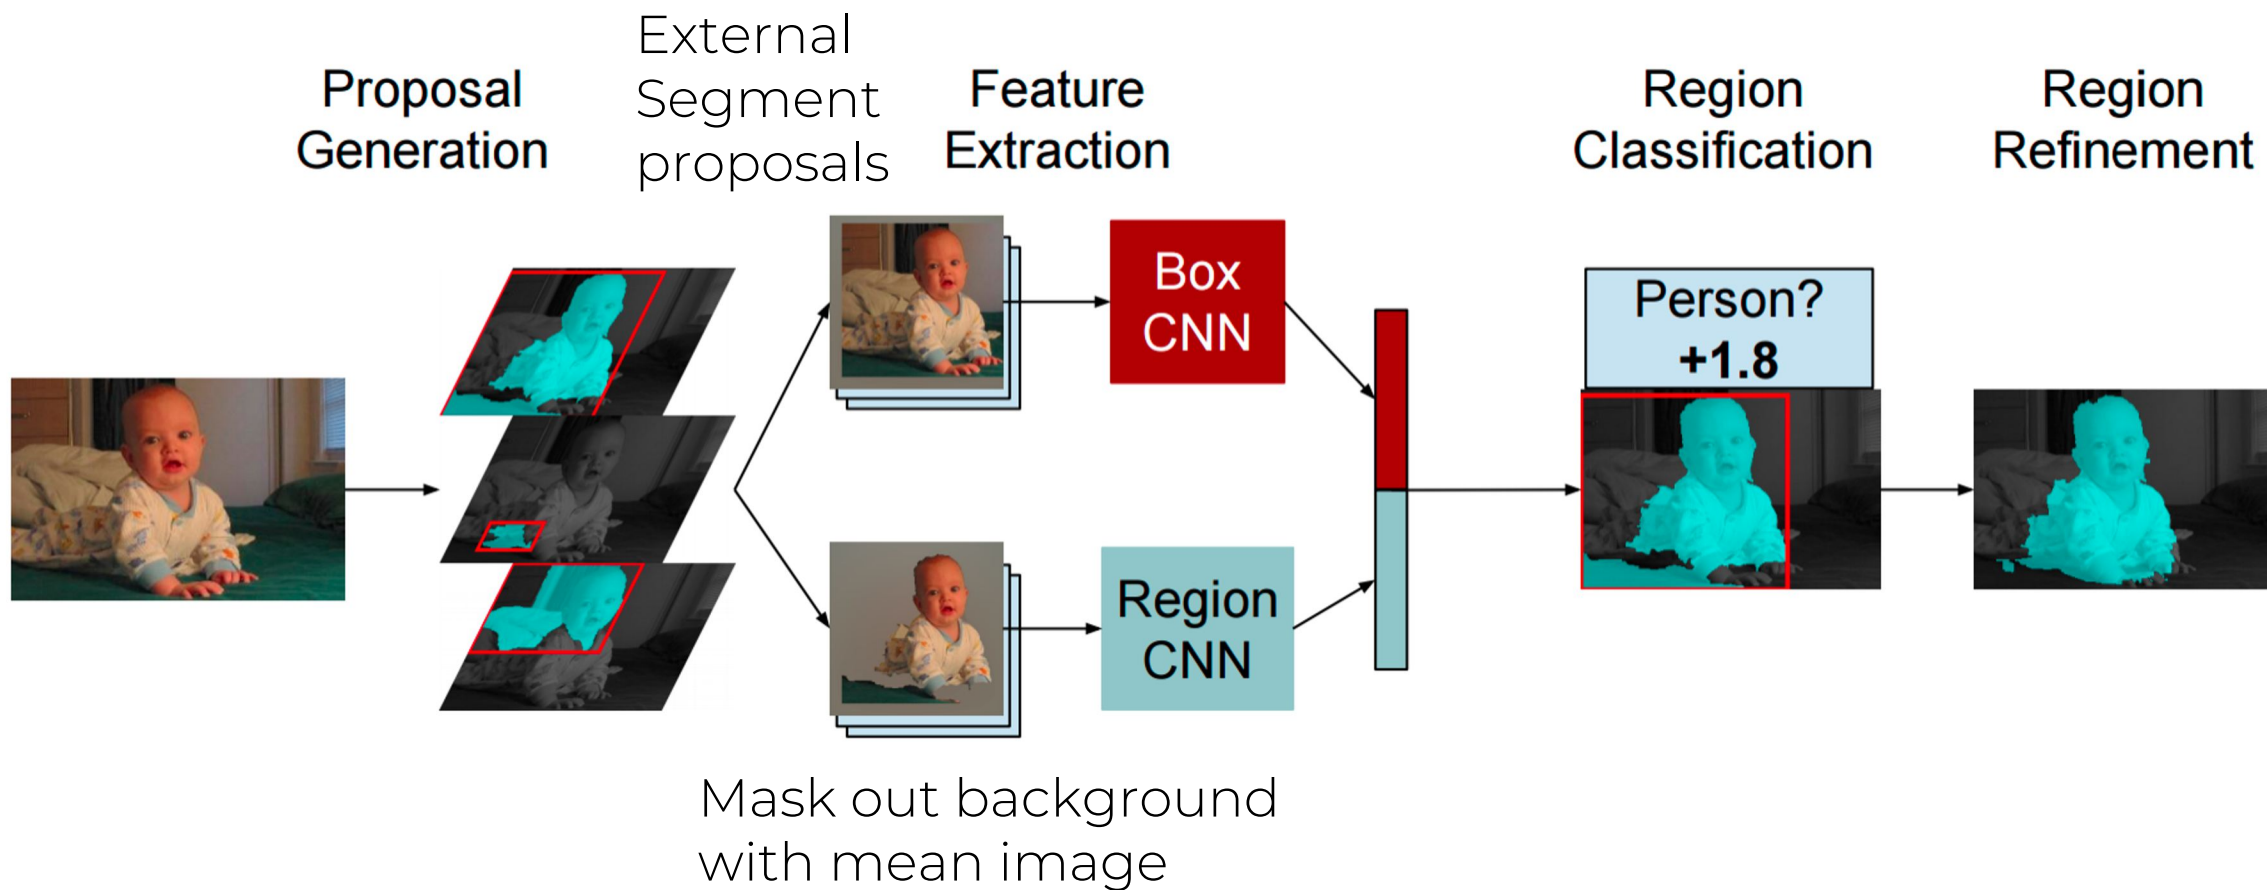 Proposal
Generation
External
Segment
proposals
Feature
Extraction
Region
Classification
Region
Refinement
Box
CNN
Person?
+1.8
Region
CNN
Mask out background
with mean image